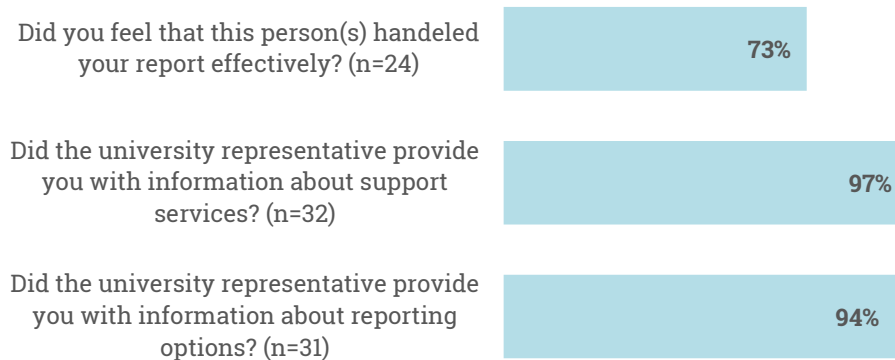 Did you feel that this person(s) handeled
your report effectively? (n=24)
73%
Did the university representative provide
you with information about support
services? (n=32)
97%
Did the university representative provide
you with information about reporting
options? (n=31)
94%